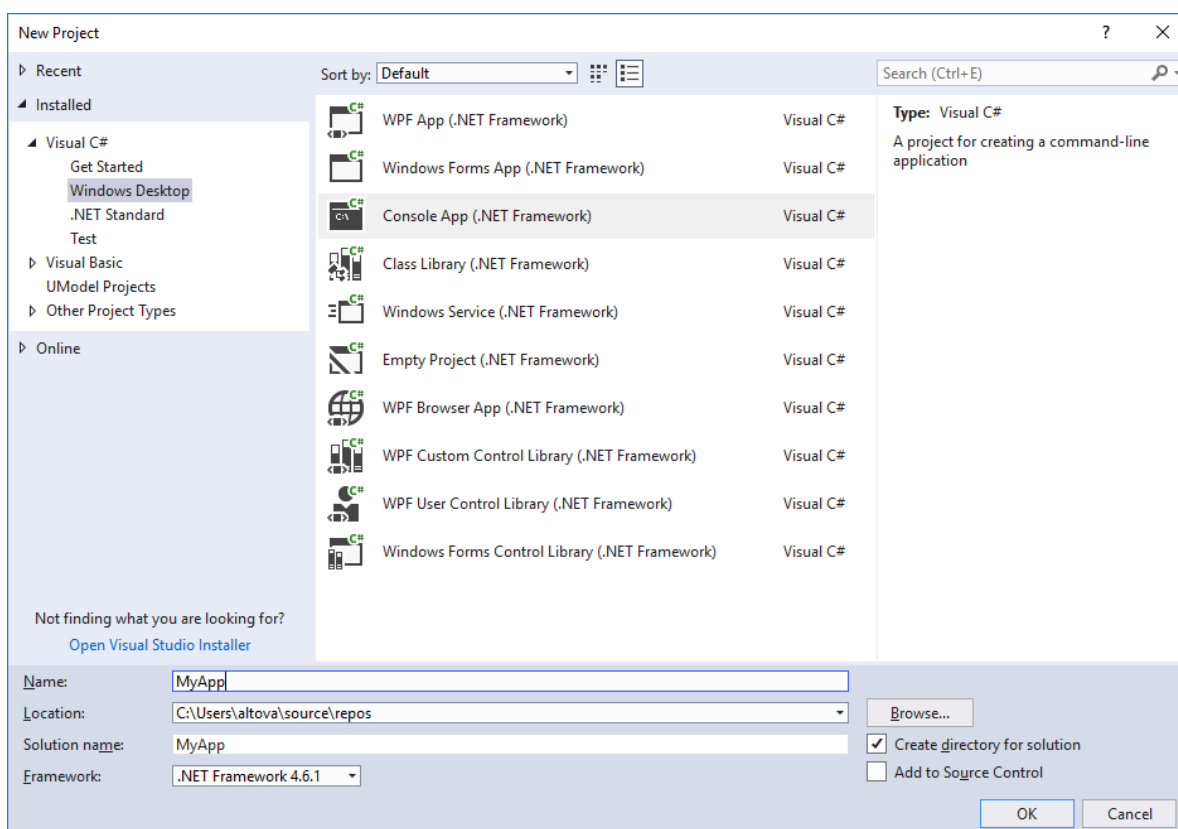 New Project
?
Recent
Installed
Visual C#
Get Started
Windows Desktop
.NET Standard
Test
Visual Basic
UModel Projects
Other Project Types
Online
Not finding what you are looking for?
Open Visual Studio Installer
Sort by: Default
WPF App (.NET Framework) Visual C#
Windows Forms App (.NET Framework) Visual C#
Console App (.NET Framework) Visual C#
Class Library (.NET Framework) Visual C#
Windows Service (.NET Framework) Visual C#
Empty Project (.NET Framework) Visual C#
WPF Browser App (.NET Framework) Visual C#
WPF Custom Control Library (.NET Framework) Visual C#
WPF User Control Library (.NET Framework) Visual C#
Windows Forms Control Library (.NET Framework) Visual C#
Search (Ctrl+E)
Type: Visual C#
A project for creating a command-line
application
Name: MyApp
Location: C:\Users\altova\source\repos
Browse...
Solution name: MyApp
Create directory for solution
Framework: .NET Framework 4.6.1
Add to Source Control
OK Cancel